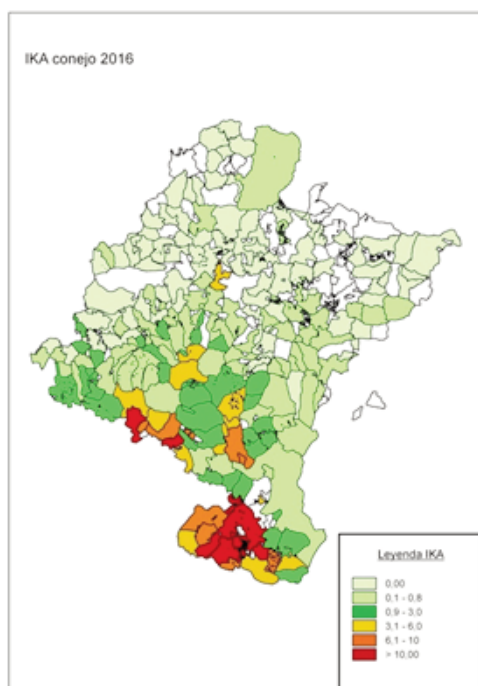 IKA conejo 2016
Leyenda IKA
0,00
0,1 - 0,8
0,9 - 3,0
3,1 - 6,0
6,1 - 10
> 10,00